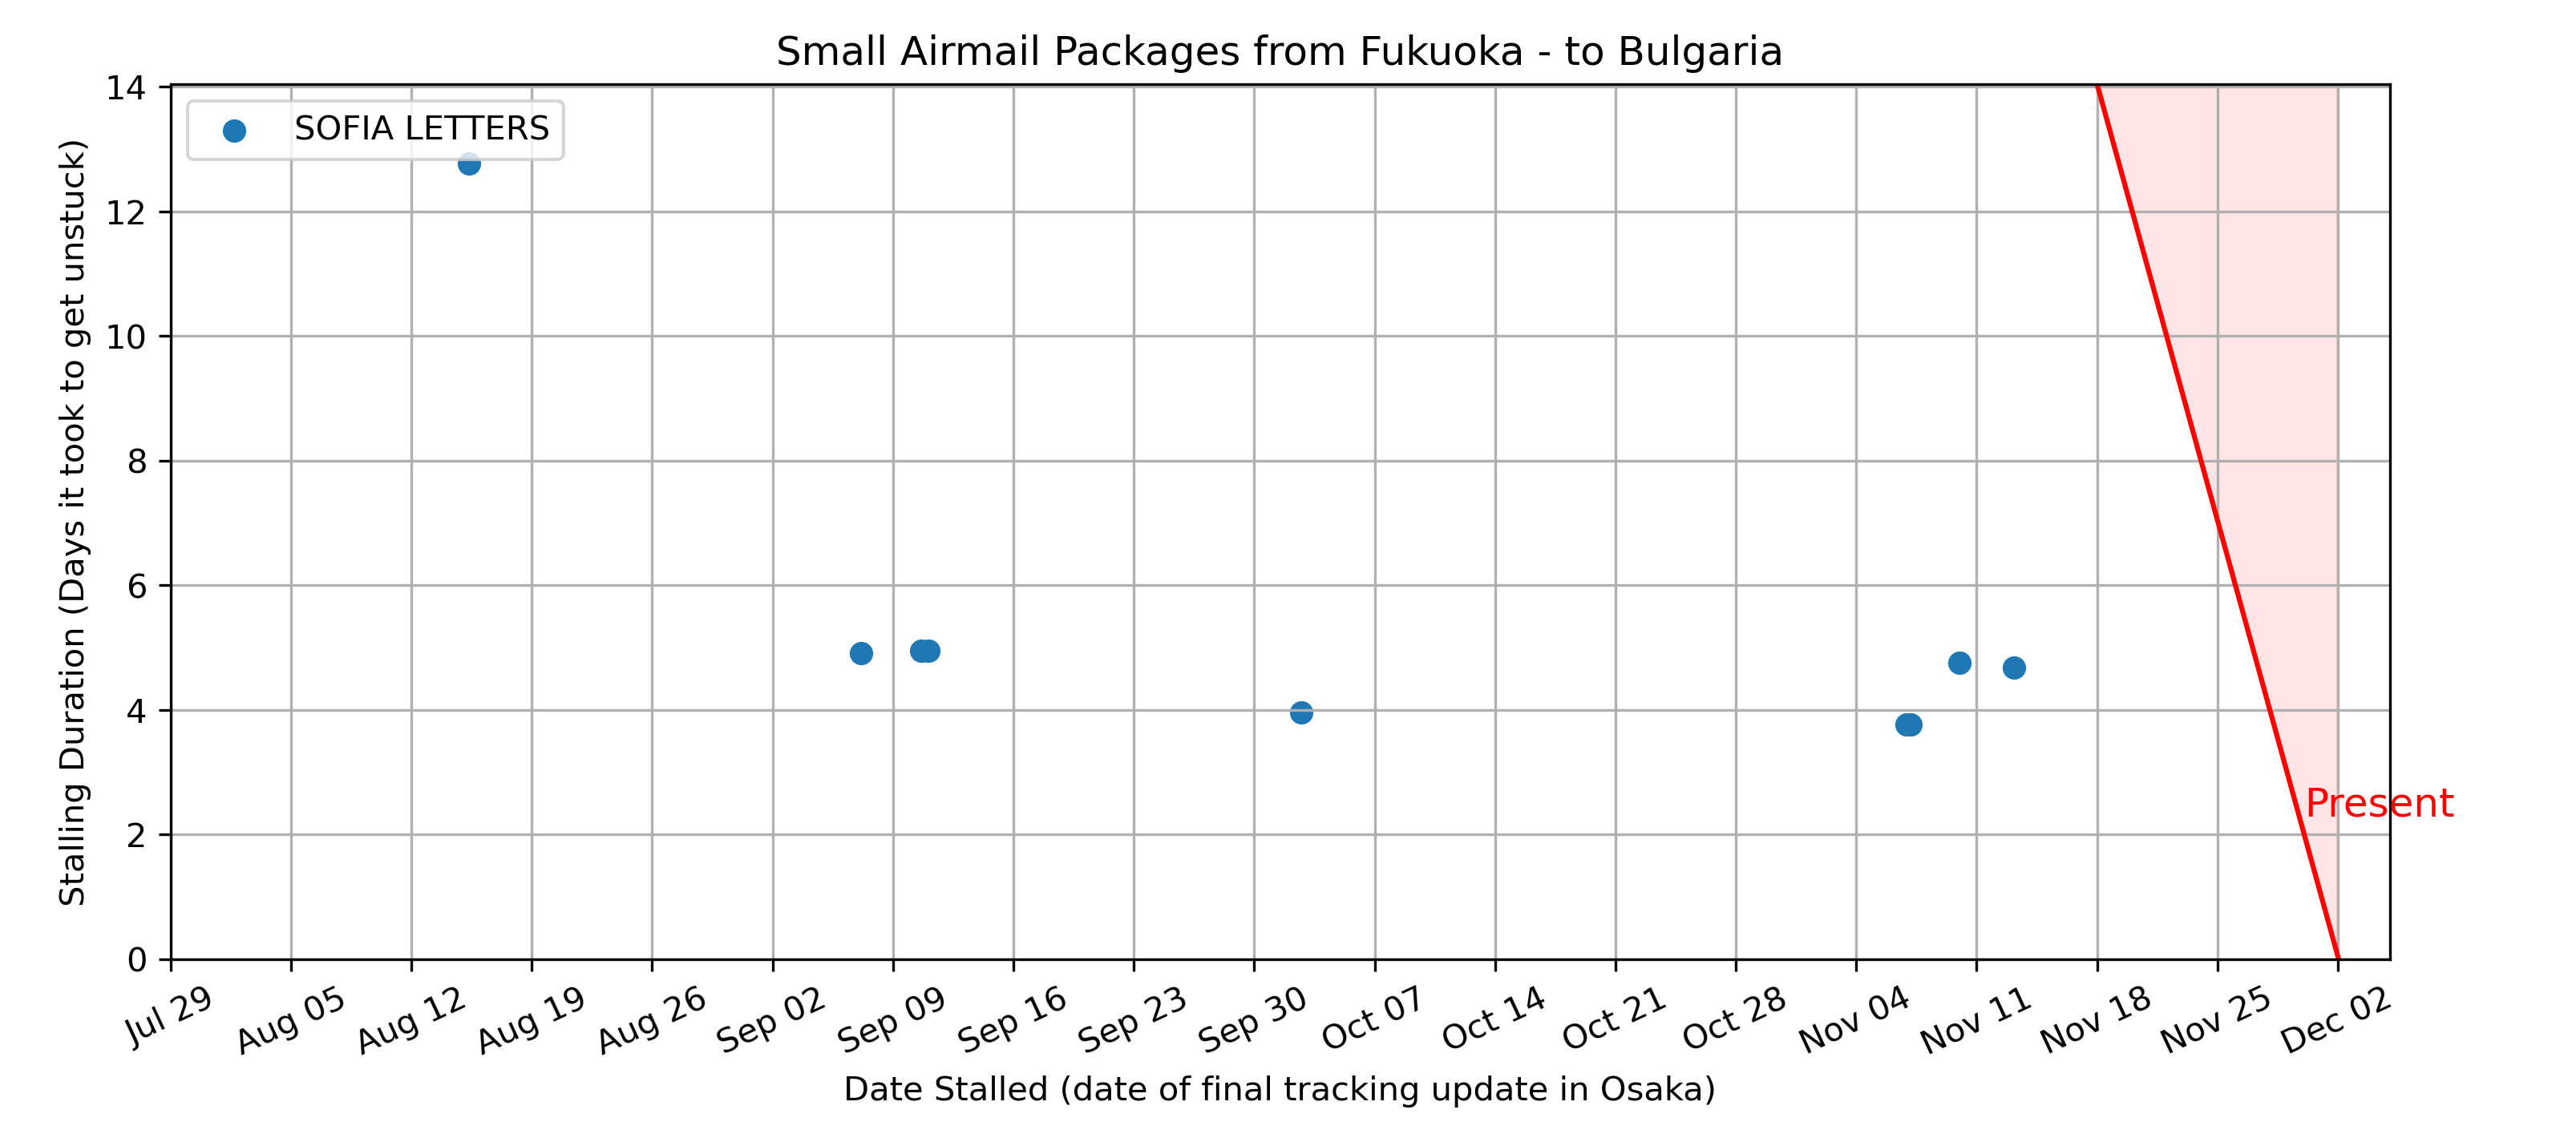 Small Airmail Packages from Fukuoka - to Bulgaria
SOFIA LETTERS
Stalling Duration (Days it took to get unstuck)
14
12
10
8
6
4
2
0
Present
Jul 29
Aug 05
Aug 12
Aug 19
Aug 26
Sep 02
Sep 09
Sep 16
Sep 23
Sep 30
Oct 07
Oct 14
Oct 21
Oct 28
Nov 04
Nov 11
Nov 18
Nov 25
Dec 02
Date Stalled (date of final tracking update in Osaka)